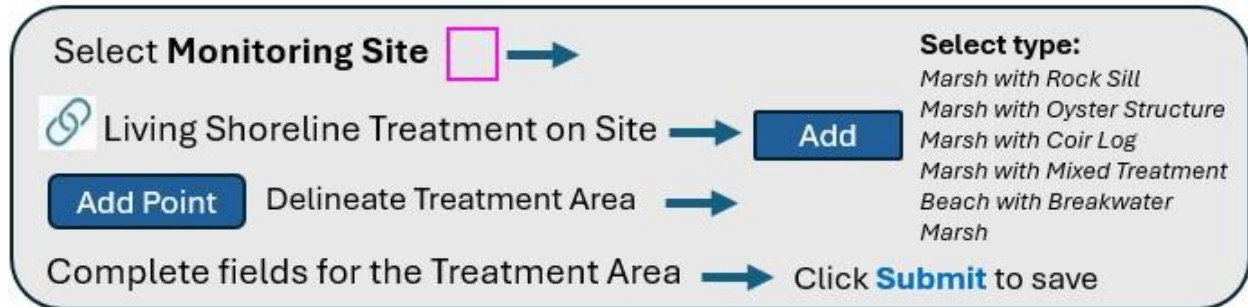 Select Monitoring Site
Living Shoreline Treatment on Site
Add
Add Point Delineate Treatment Area
Complete fields for the Treatment Area
Click Submit to save
Select type:
Marsh with Rock Sill
Marsh with Oyster Structure
Marsh with Coir Log
Marsh with Mixed Treatment
Beach with Breakwater
Marsh